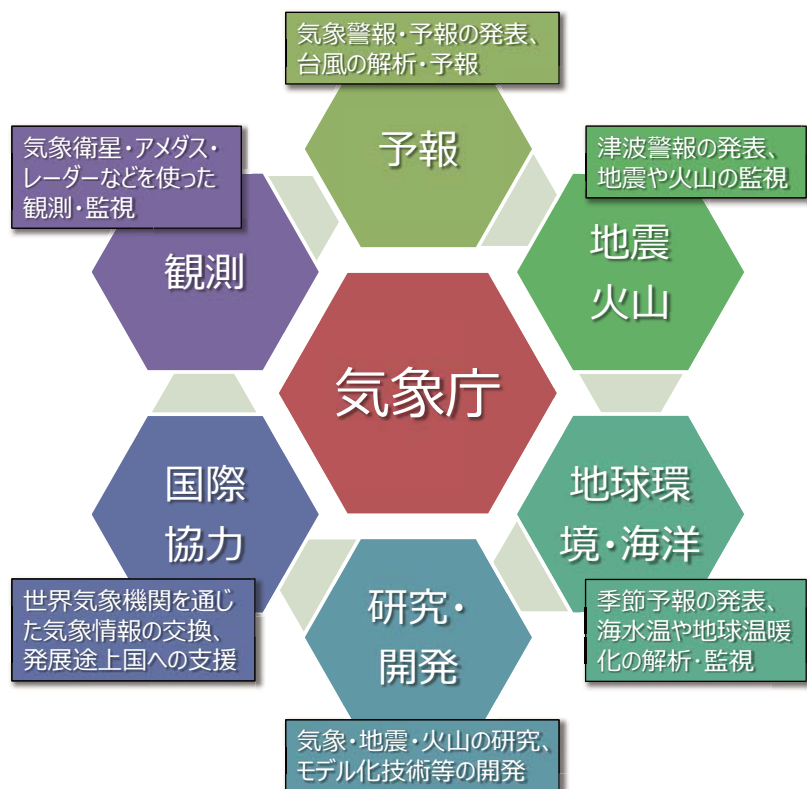 気象警報・予報の発表、
台風の解析・予報
予報
気象衛星・アメダス・
レーダーなどを使った
観測・監視
観測
津波警報の発表、
地震や火山の監視
地震
火山
気象庁
国際
協力
世界気象機関を通じ
た気象情報の交換、
発展途上国への支援
地球環
境・海洋
季節予報の発表、
海水温や地球温暖
化の解析・監視
研究・
開発
気象・地震・火山の研究、
モデル化技術等の開発